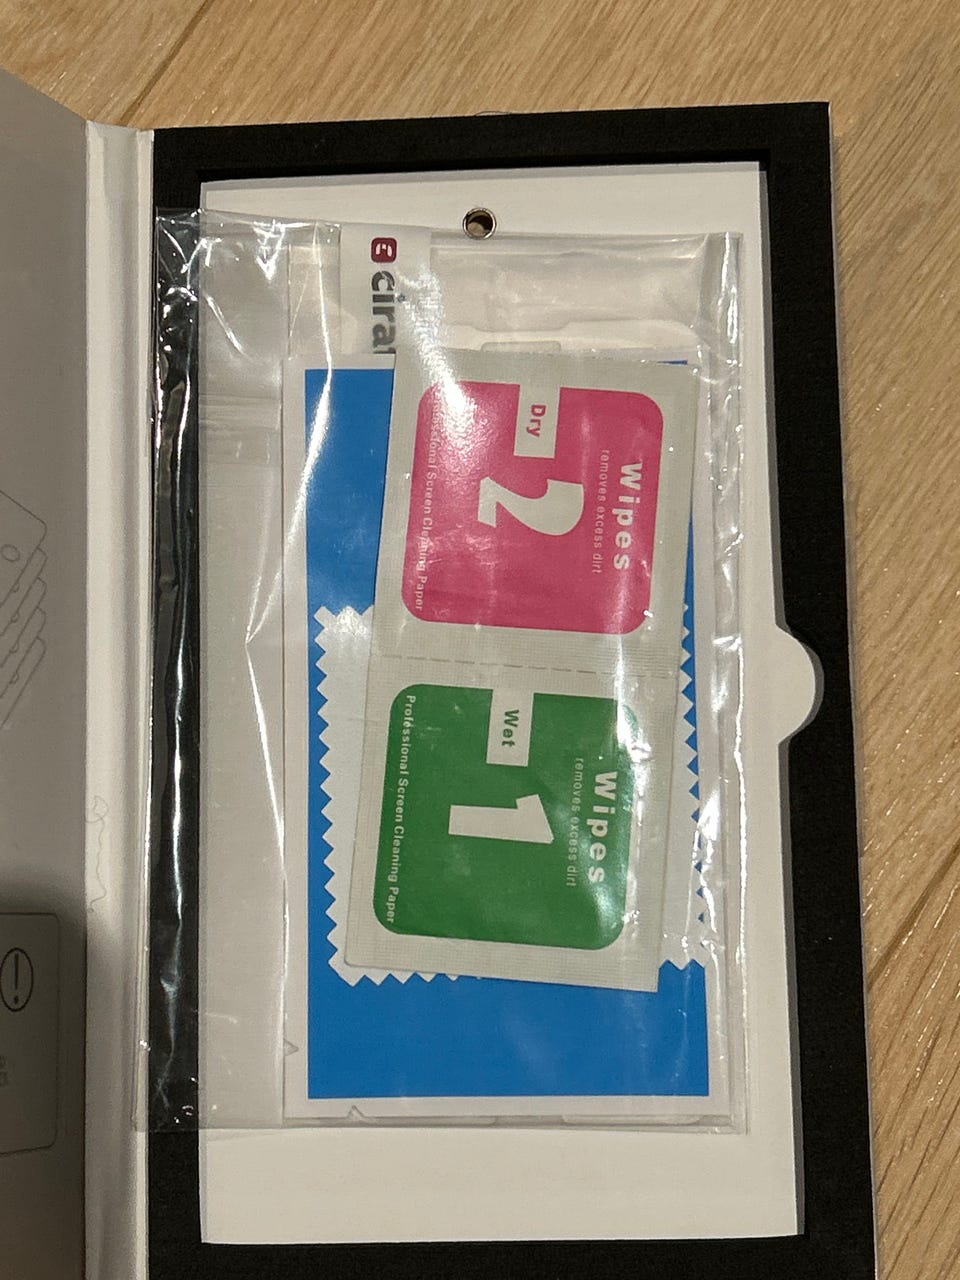 cira
Dry
2
Wipes
removes excess dirt
Screen Cleaning Paper
Wet
1
Wipes
removes excess dirt
Professional Screen Cleaning Paper